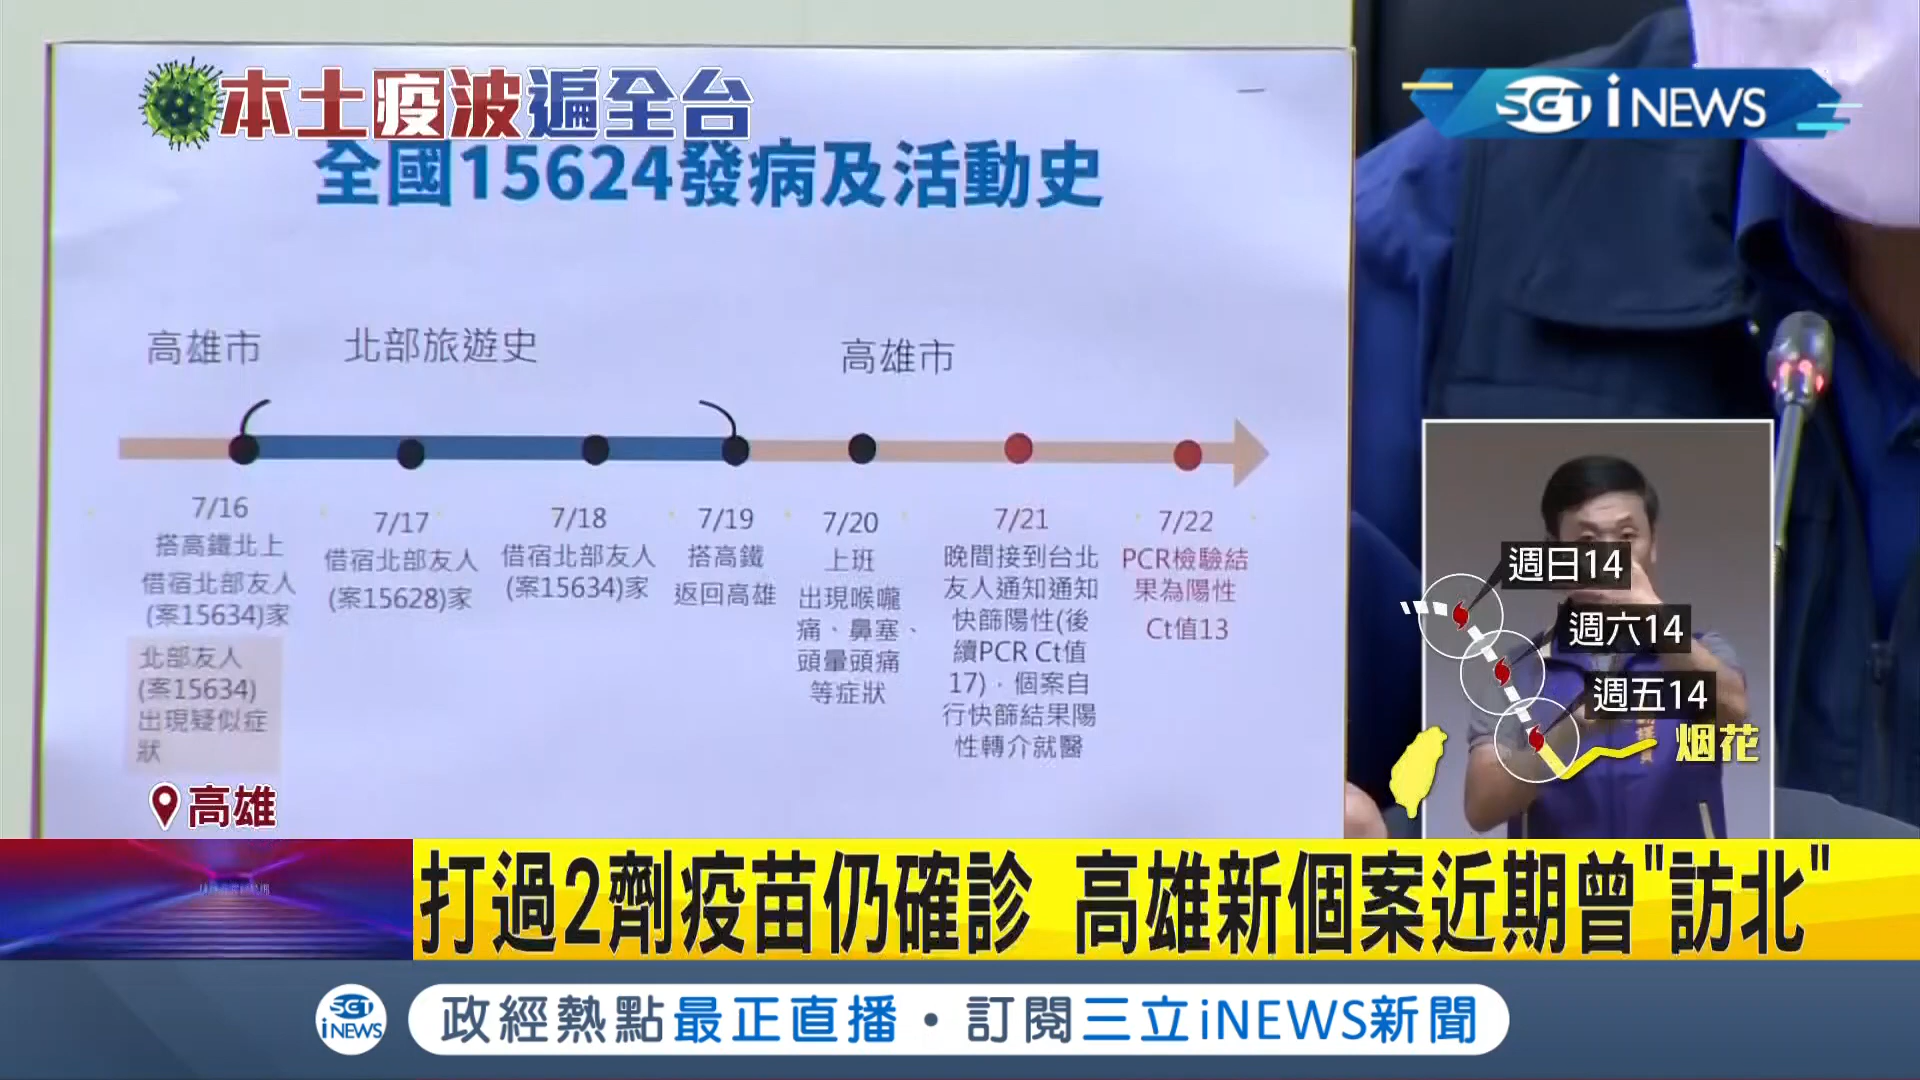 本土疫波遍全台
SET iNEWS
全國15624發病及活動史
高雄市
北部旅遊史
高雄市
7/16
搭高鐵北上
借宿北部友人
(案15634)家
北部友人
(案15634)
出現疑似症
狀
7/17
借宿北部友人
(案15628)家
7/18
借宿北部友人
(案15634)家
7/19
搭高鐵
返回高雄
7/20
上班
出現喉嚨
痛、鼻塞、
頭暈頭痛
等症狀
7/21
晚間接到台北
友人通知通知
快篩陽性(後
續PCR Ct值
17)，個案自
行快篩結果陽
性轉介就醫
7/22
PCR檢驗結
果為陽性
Ct值13
週日14
週六14
週五14
烟花
高雄
打過2劑疫苗仍確診 高雄新個案近期曾"訪北"
SET iNEWS
政經熱點最正直播・訂閱三立iNEWS新聞